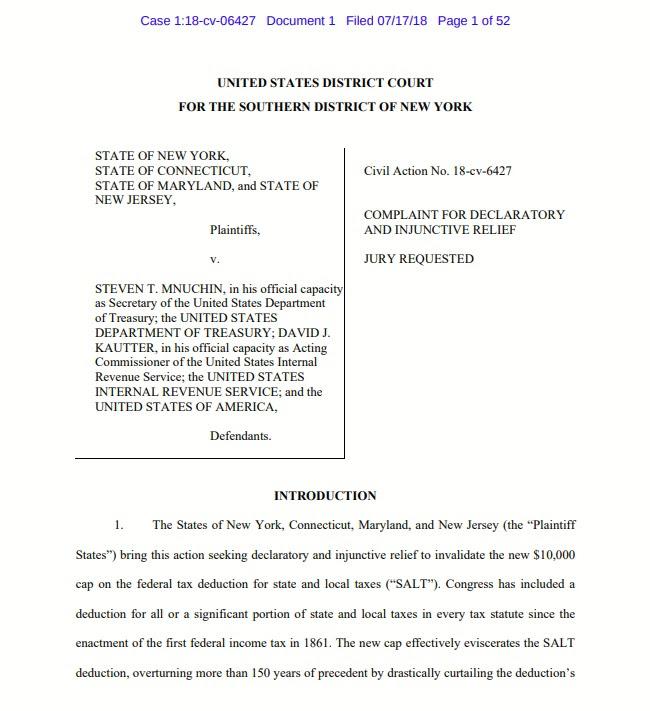 Case 1:18-cv-06427 Document 1 Filed 07/17/18 Page 1 of 52
UNITED STATES DISTRICT COURT
FOR THE SOUTHERN DISTRICT OF NEW YORK
STATE OF NEW YORK,
STATE OF CONNECTICUT,
STATE OF MARYLAND, and STATE OF
NEW JERSEY,
Plaintiffs,
v.
STEVEN T. MNUCHIN, in his official capacity
as Secretary of the United States Department
of Treasury; the UNITED STATES
DEPARTMENT OF TREASURY; DAVID J.
KAUTTER, in his official capacity as Acting
Commissioner of the United States Internal
Revenue Service; the UNITED STATES
INTERNAL REVENUE SERVICE; and the
UNITED STATES OF AMERICA,
Defendants.
Civil Action No. 18-cv-6427
COMPLAINT FOR DECLARATORY
AND INJUNCTIVE RELIEF
JURY REQUESTED
INTRODUCTION
1. The States of New York, Connecticut, Maryland, and New Jersey (the “Plaintiff
States”) bring this action seeking declaratory and injunctive relief to invalidate the new $10,000
cap on the federal tax deduction for state and local taxes (“SALT”). Congress has included a
deduction for all or a significant portion of state and local taxes in every tax statute since the
enactment of the first federal income tax in 1861. The new cap effectively eviscerates the SALT
deduction, overturning more than 150 years of precedent by drastically curtailing the deduction’s